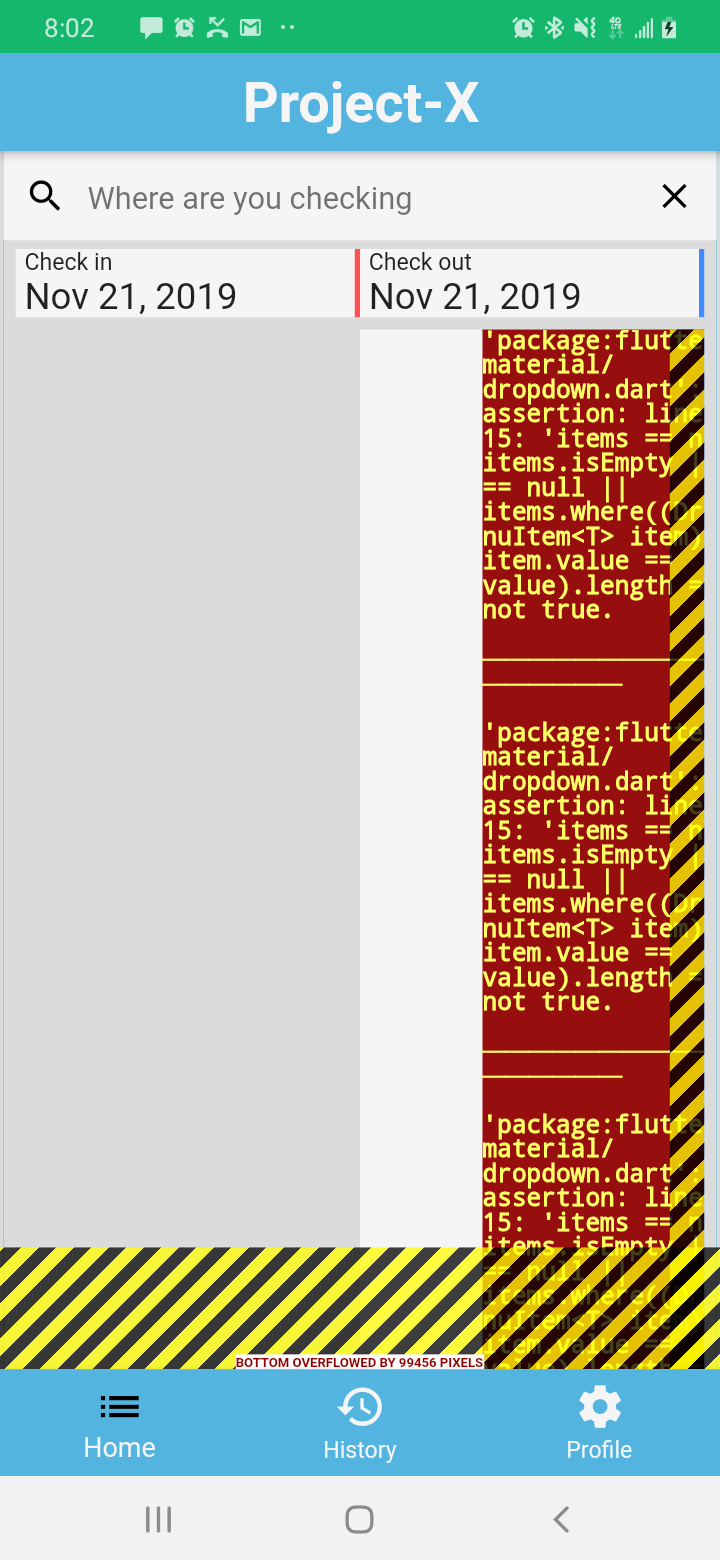 8:02
4G
LTE
Project-X
Where are you checking
Check in
Check out
Nov 21, 2019
Nov 21, 2019
'package:flutte
material/
dropdown.dart':
assertion: line
15: 'items == n
items.isEmpty |
== null ||
items.where((Dr
nuItem<T> item)
item.value ==
value).length =
not true.
'package:flutte
material/
dropdown.dart':
assertion: line
15: 'items == n
items.isEmpty |
== null ||
items.where((Dr
nuItem<T> item)
item.value ==
value).length =
not true.
'package:flutte
material/
dropdown.dart':
assertion: line
15: 'items == n
items.isEmpty |
== null ||
items.where((
nuItem<T> ite
item.value ==
BOTTOM OVERFLOWED BY 99456 PIXELS
Home
History
Profile